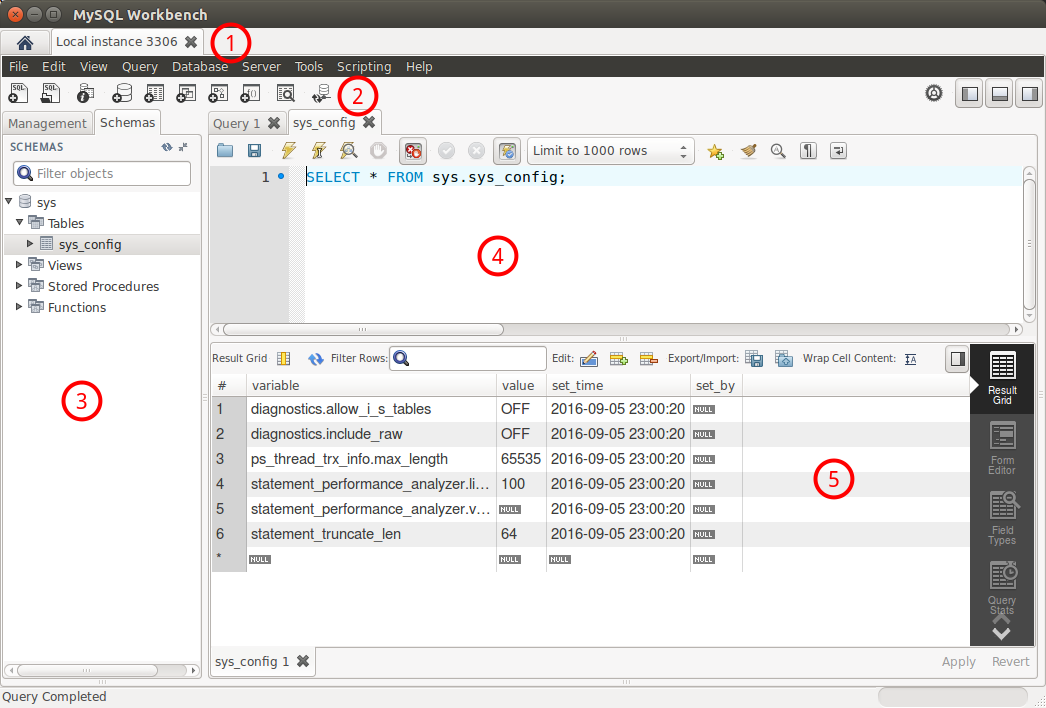 MySQL Workbench
Local instance 3306
1
File Edit View Query Database Server Tools Scripting Help
SQL SQL
2
Management Schemas
Query 1 sys_config
SCHEMAS
Filter objects
Limit to 1000 rows
1 SELECT * FROM sys.sys_config;
sys
Tables
sys_config
Views
Stored Procedures
Functions
3
4
Result Grid Filter Rows: Edit: Export/Import: Wrap Cell Content: IA
# variable value set_time set_by
1 diagnostics.allow_i_s_tables OFF 2016-09-05 23:00:20 NULL
2 diagnostics.include_raw OFF 2016-09-05 23:00:20 NULL
3 ps_thread_trx_info.max_length 65535 2016-09-05 23:00:20 NULL
4 statement_performance_analyzer.li... 100 2016-09-05 23:00:20 NULL
5 statement_performance_analyzer.v... NULL 2016-09-05 23:00:20 NULL
6 statement_truncate_len 64 2016-09-05 23:00:20 NULL
* NULL NULL NULL NULL
5
Result
Grid
Form
Editor
Field
Types
Query
Stats
sys_config 1
Apply Revert
Query Completed